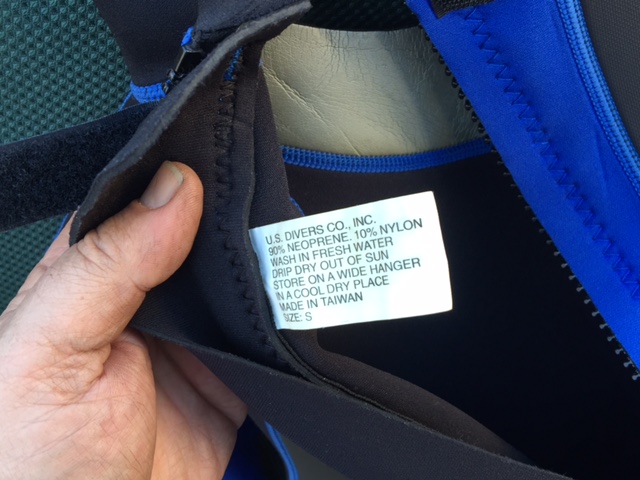 U.S. DIVERS CO., INC.
90% NEOPRENE. 10% NYLON
WASH IN FRESH WATER
DRIP DRY OUT OF SUN
STORE ON A WIDE HANGER
IN A COOL DRY PLACE
MADE IN TAIWAN
SIZE: S